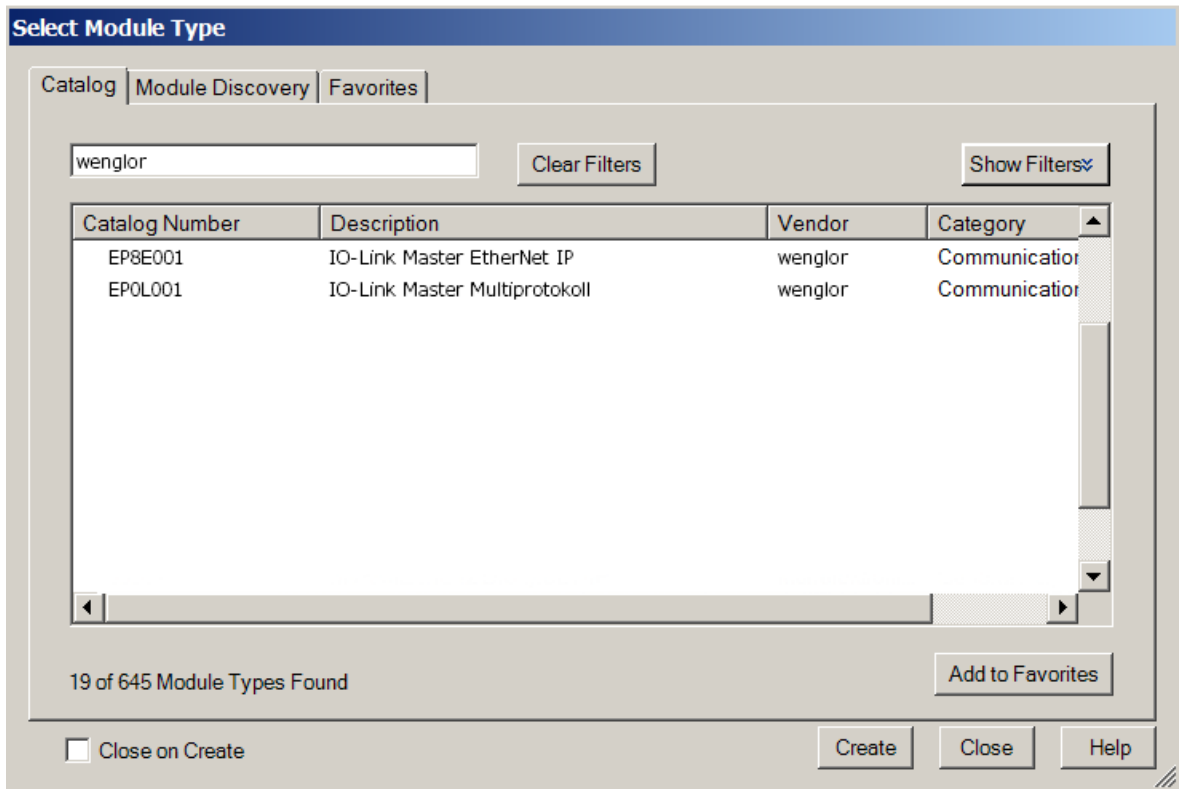 Select Module Type
Catalog Module Discovery Favorites
wenglor Clear Filters Show Filters
Catalog Number Description Vendor Category
EP8E001 IO-Link Master EtherNet IP wenglor Communication
EP0L001 IO-Link Master Multiprotokoll wenglor Communication
19 of 645 Module Types Found Add to Favorites
Close on Create Create Close Help